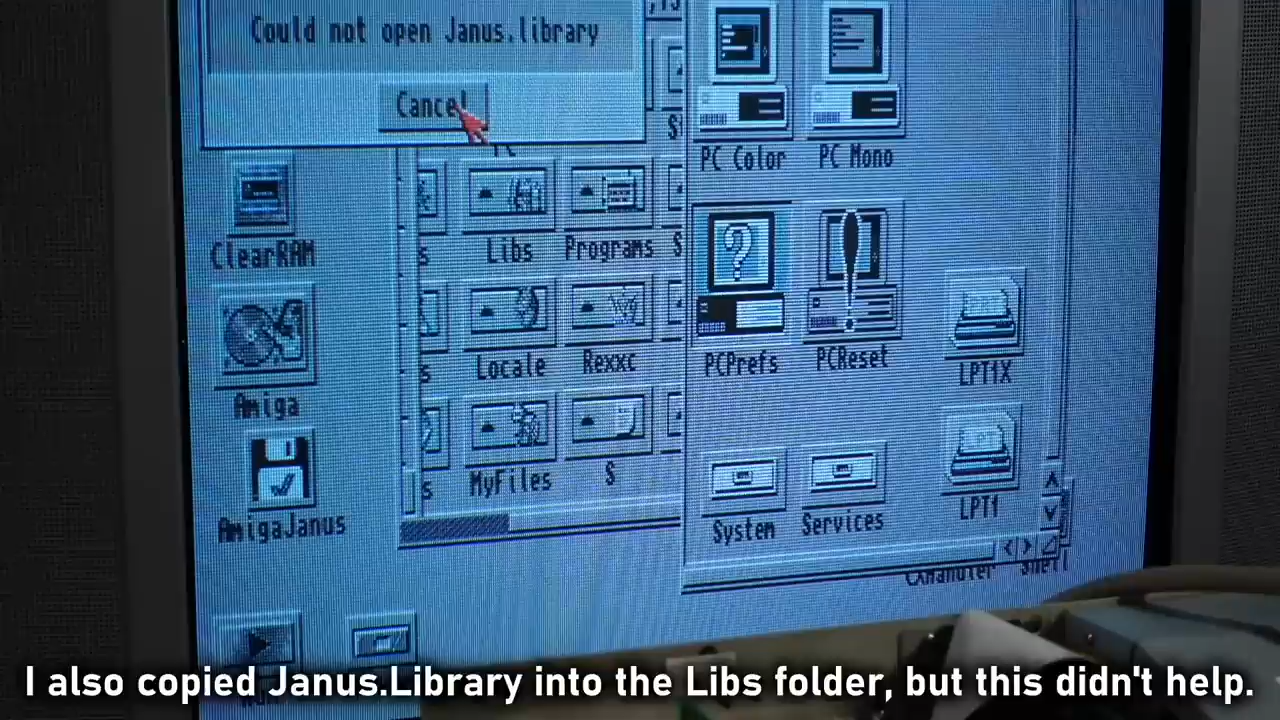 Could not open Janus.library
Cancel
PC Color
PC Mono
ClearRAM
Libs
Programs
S
PCPrefs
PCReset
LPT1X
Amiga
s
Locale
Rexxc
AmigaJanus
s
MyFiles
S
System
Services
LPT1
I also copied Janus.Library into the Libs folder, but this didn't help.